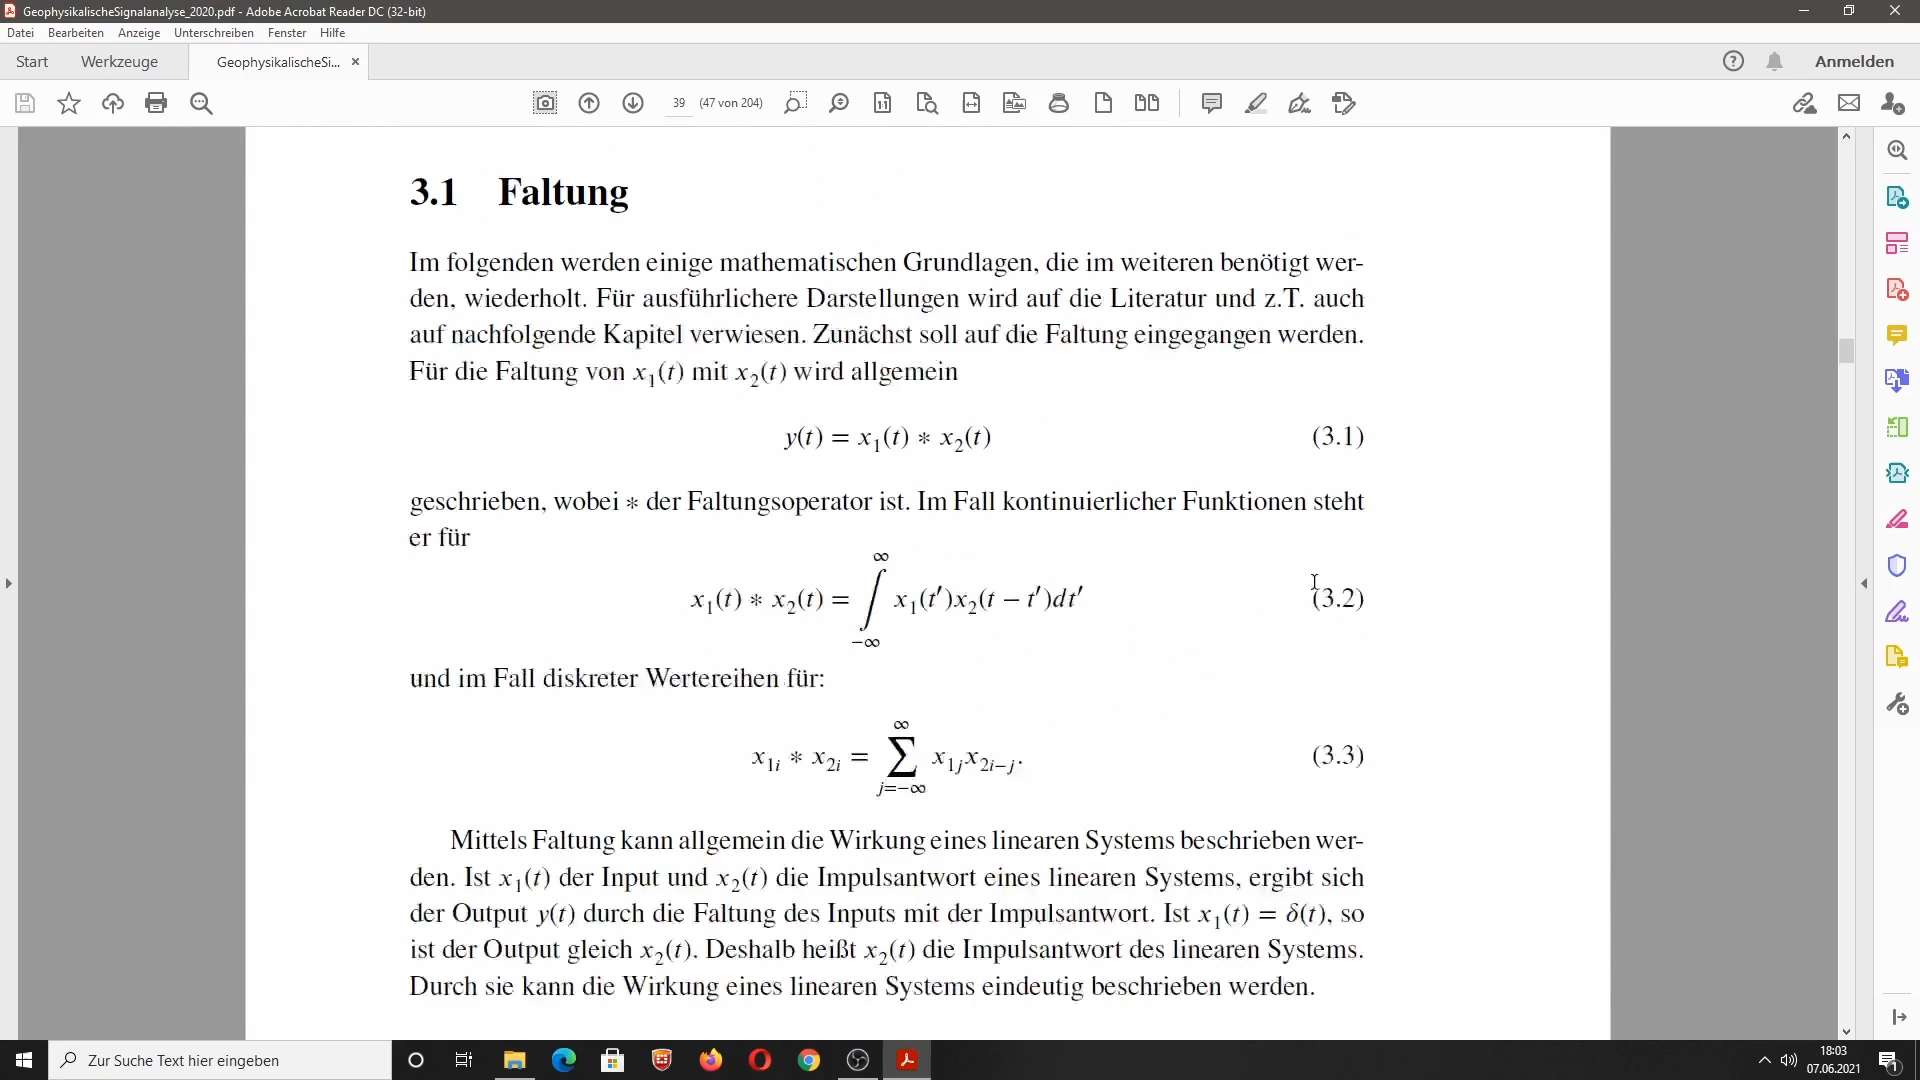 GeophysikalischeSignalanalyse_2020.pdf - Adobe Acrobat Reader DC (32-bit)
Datei Bearbeiten Anzeige Unterschreiben Fenster Hilfe
Start Werkzeuge GeophysikalischeSi... × Anmelden
39 (47 von 204)
3.1 Faltung
Im folgenden werden einige mathematischen Grundlagen, die im weiteren benötigt wer-
den, wiederholt. Für ausführlichere Darstellungen wird auf die Literatur und z.T. auch
auf nachfolgende Kapitel verwiesen. Zunächst soll auf die Faltung eingegangen werden.
Für die Faltung von x₁(t) mit x₂(t) wird allgemein
y(t) = x₁(t) ∗ x₂(t) (3.1)
geschrieben, wobei ∗ der Faltungsoperator ist. Im Fall kontinuierlicher Funktionen steht
er für
∞
x₁(t) ∗ x₂(t) = ∫ x₁(t′)x₂(t − t′)dt′ (3.2)
−∞
und im Fall diskreter Wertereihen für:
∞
x₁ᵢ ∗ x₂ᵢ = ∑ x₁ⱼx₂ᵢ₋ⱼ. (3.3)
j=−∞
Mittels Faltung kann allgemein die Wirkung eines linearen Systems beschrieben wer-
den. Ist x₁(t) der Input und x₂(t) die Impulsantwort eines linearen Systems, ergibt sich
der Output y(t) durch die Faltung des Inputs mit der Impulsantwort. Ist x₁(t) = δ(t), so
ist der Output gleich x₂(t). Deshalb heißt x₂(t) die Impulsantwort des linearen Systems.
Durch sie kann die Wirkung eines linearen Systems eindeutig beschrieben werden.
Zur Suche Text hier eingeben
18:03
07.06.2021
1